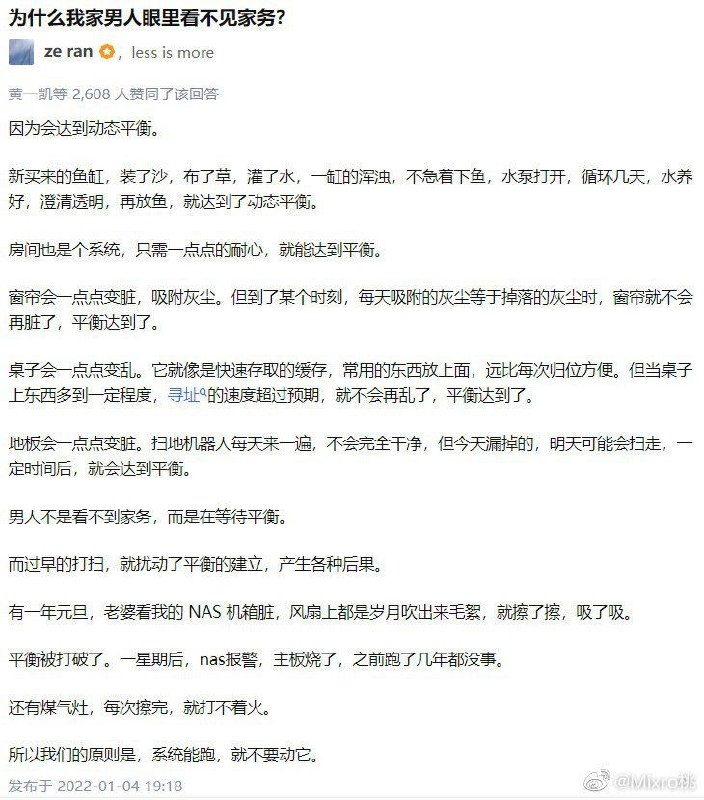 为什么我家男人眼里看不见家务?
ze ran ，less is more
黄一凯等 2,608 人赞同了该回答
因为会达到动态平衡。
新买来的鱼缸，装了沙，布了草，灌了水，一缸的浑浊，不急着下鱼，水泵打开，循环几天，水养
好，澄清透明，再放鱼，就达到了动态平衡。
房间也是个系统，只需一点点的耐心，就能达到平衡。
窗帘会一点点变脏，吸附灰尘。但到了某个时刻，每天吸附的灰尘等于掉落的灰尘时，窗帘就不会
再脏了，平衡达到了。
桌子会一点点变乱。它就像是快速存取的缓存，常用的东西放上面，远比每次归位方便。但当桌子
上东西多到一定程度，寻址的速度超过预期，就不会再乱了，平衡达到了。
地板会一点点变脏。扫地机器人每天来一遍，不会完全干净，但今天漏掉的，明天可能会扫走，一
定时间后，就会达到平衡。
男人不是看不到家务，而是在等待平衡。
而过早的打扫，就扰动了平衡的建立，产生各种后果。
有一年元旦，老婆看我的 NAS 机箱脏，风扇上都是岁月吹出来毛絮，就擦了擦，吸了吸。
平衡被打破了。一星期后，nas报警，主板烧了，之前跑了几年都没事。
还有煤气灶，每次擦完，就打不着火。
所以我们的原则是，系统能跑，就不要动它。
发布于 2022-01-04 19:18
@Mlxro桃